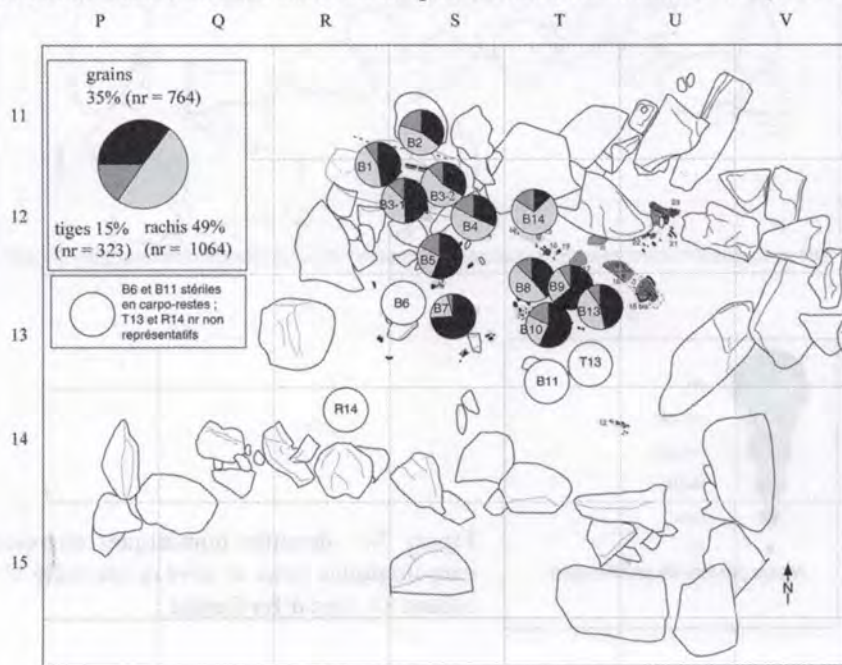 P Q R S T U V
grains
35% (nr = 764)
tiges 15% rachis 49%
(nr = 323) (nr = 1064)
B6 et B11 stériles
en carpo-restes ;
T13 et R14 nr non
représentatifs
11
12
13
14
15
B2
B1
B3-2
B3-1
B4
B14
B5
B6
B7
B8
B9
B13
B10
B11
T13
R14
12
N